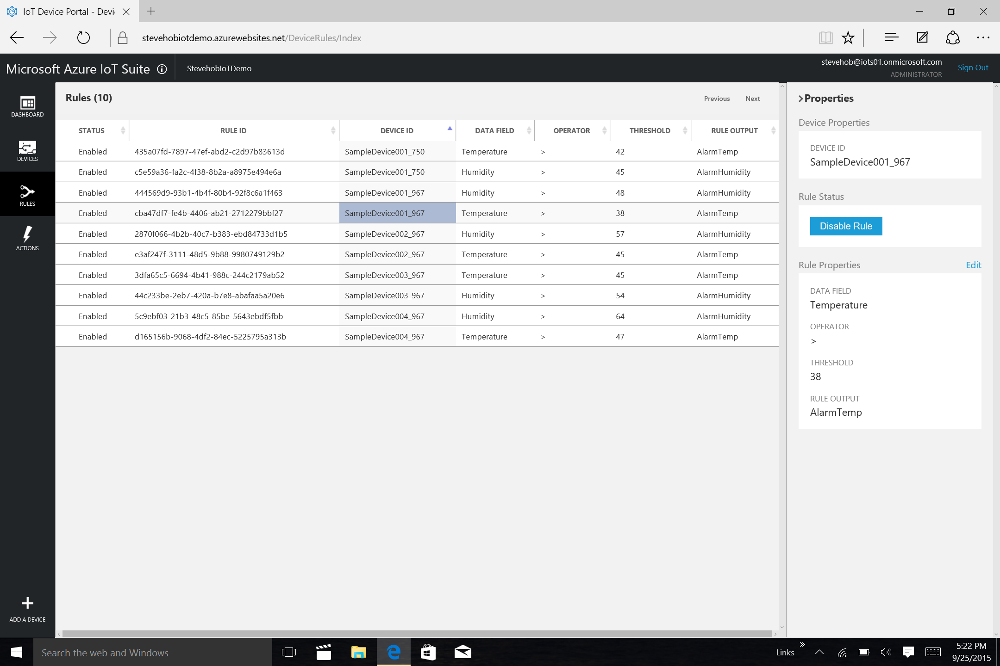 IoT Device Portal - Devi
stevehobiotdemo.azurewebsites.net/DeviceRules/Index
Microsoft Azure IoT Suite
StevehobIoTDemo
stevehob@iots01.onmicrosoft.com
ADMINISTRATOR
Sign Out
DASHBOARD
DEVICES
RULES
ACTIONS
ADD A DEVICE
Rules (10)
Previous Next
STATUS RULE ID DEVICE ID DATA FIELD OPERATOR THRESHOLD RULE OUTPUT
Enabled 435a07fd-7897-47ef-abd2-c2d97b83613d SampleDevice001_750 Temperature > 42 AlarmTemp
Enabled c5e59a36-fa2c-4f38-8b2a-a8975e494e6a SampleDevice001_750 Humidity > 45 AlarmHumidity
Enabled 444569d9-93b1-4b4f-80b4-92f8c6a1f463 SampleDevice001_967 Humidity > 48 AlarmHumidity
Enabled cba47df7-fe4b-4406-ab21-2712279bbf27 SampleDevice001_967 Temperature > 38 AlarmTemp
Enabled 2870f066-4b2b-40c7-b383-ebd84733d1b5 SampleDevice002_967 Humidity > 57 AlarmHumidity
Enabled e3af247f-3111-48d5-9b88-9980749129b2 SampleDevice002_967 Temperature > 45 AlarmTemp
Enabled 3dfa65c5-6694-4b41-988c-244c2179ab52 SampleDevice003_967 Temperature > 45 AlarmTemp
Enabled 44c233be-2eb7-420a-b7e8-abafaa5a20e6 SampleDevice003_967 Humidity > 54 AlarmHumidity
Enabled 5c9ebf03-21b3-48c5-85be-5643ebdf5fbb SampleDevice004_967 Humidity > 64 AlarmHumidity
Enabled d165156b-9068-4df2-84ec-5225795a313b SampleDevice004_967 Temperature > 47 AlarmTemp
Properties
Device Properties
DEVICE ID
SampleDevice001_967
Rule Status
Disable Rule
Rule Properties Edit
DATA FIELD
Temperature
OPERATOR
>
THRESHOLD
38
RULE OUTPUT
AlarmTemp
Search the web and Windows
Links
5:22 PM
9/25/2015